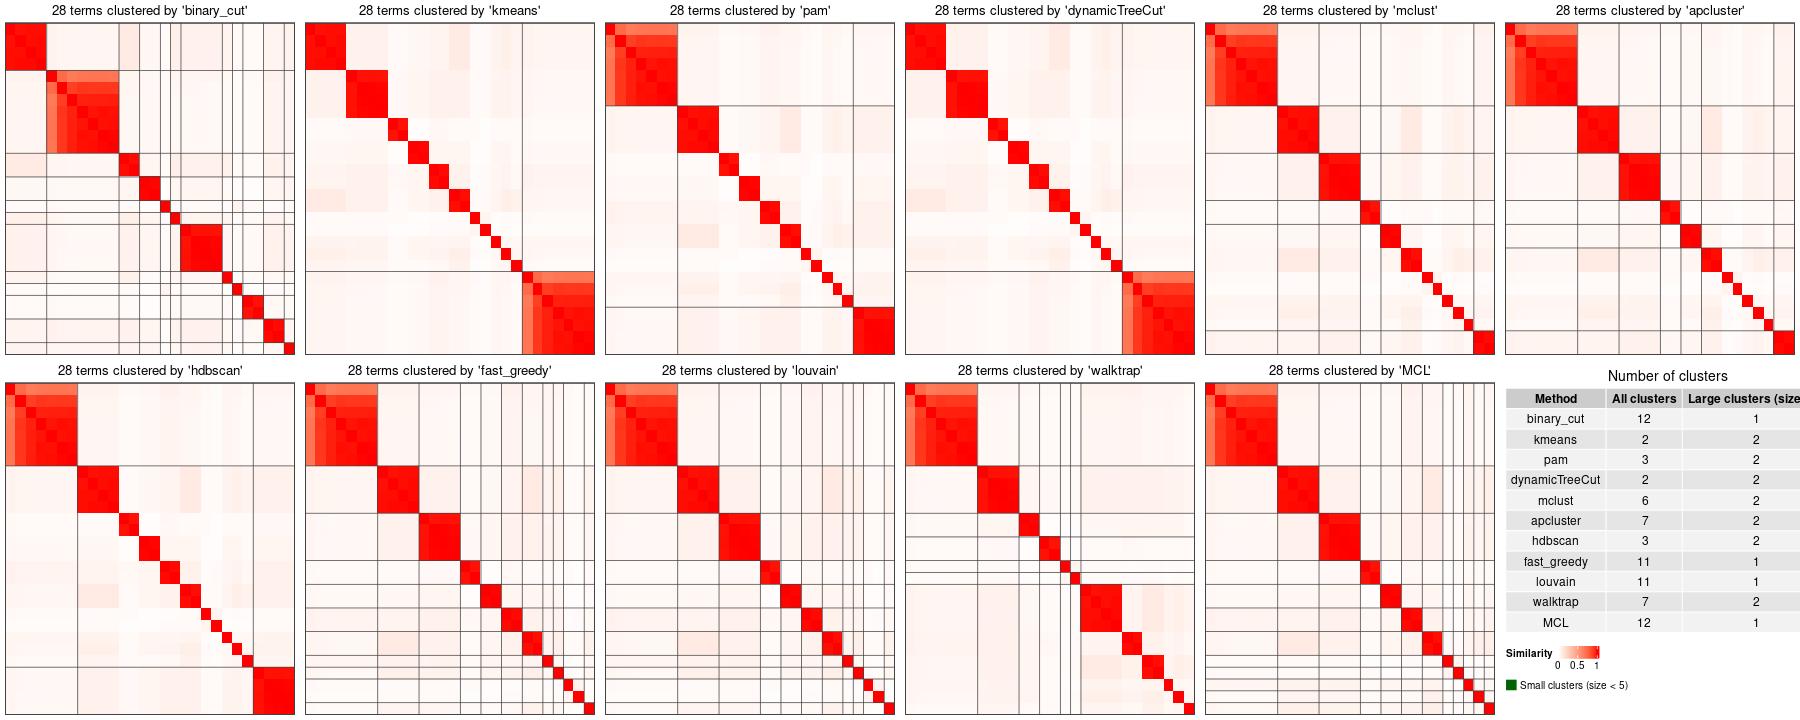 28 terms clustered by 'binary_cut'
28 terms clustered by 'kmeans'
28 terms clustered by 'pam'
28 terms clustered by 'dynamicTreeCut'
28 terms clustered by 'mclust'
28 terms clustered by 'apcluster'
28 terms clustered by 'hdbscan'
28 terms clustered by 'fast_greedy'
28 terms clustered by 'louvain'
28 terms clustered by 'walktrap'
28 terms clustered by 'MCL'
Number of clusters
Method All clusters Large clusters (size
binary_cut 12 1
kmeans 2 2
pam 3 2
dynamicTreeCut 2 2
mclust 6 2
apcluster 7 2
hdbscan 3 2
fast_greedy 11 1
louvain 11 1
walktrap 7 2
MCL 12 1
Similarity
0 0.5 1
Small clusters (size < 5)